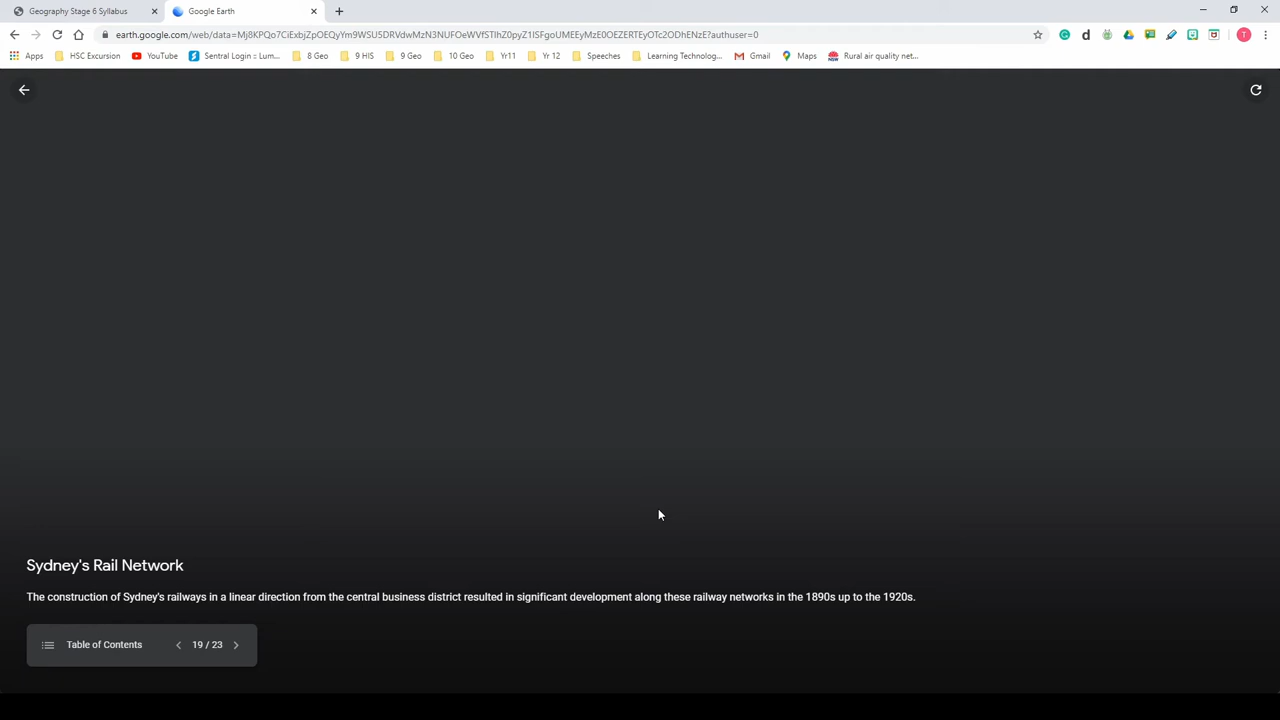 Geography Stage 6 Syllabus
Google Earth
earth.google.com/web/data=Mj8KPQo7CiExbjZpOEQyYm9WSU5DRVdwMzN3NUFOeWVfSTlhZ0pyZ1ISFgoUMEEyMzE0OEZERTEyOTc2ODhENzE?authuser=0
Apps
HSC Excursion
YouTube
Sentral Login :: Lum...
8 Geo
9 HIS
9 Geo
10 Geo
Yr11
Yr 12
Speeches
Learning Technolog...
Gmail
Maps
Rural air quality net...
Sydney's Rail Network
The construction of Sydney's railways in a linear direction from the central business district resulted in significant development along these railway networks in the 1890s up to the 1920s.
Table of Contents
19 / 23